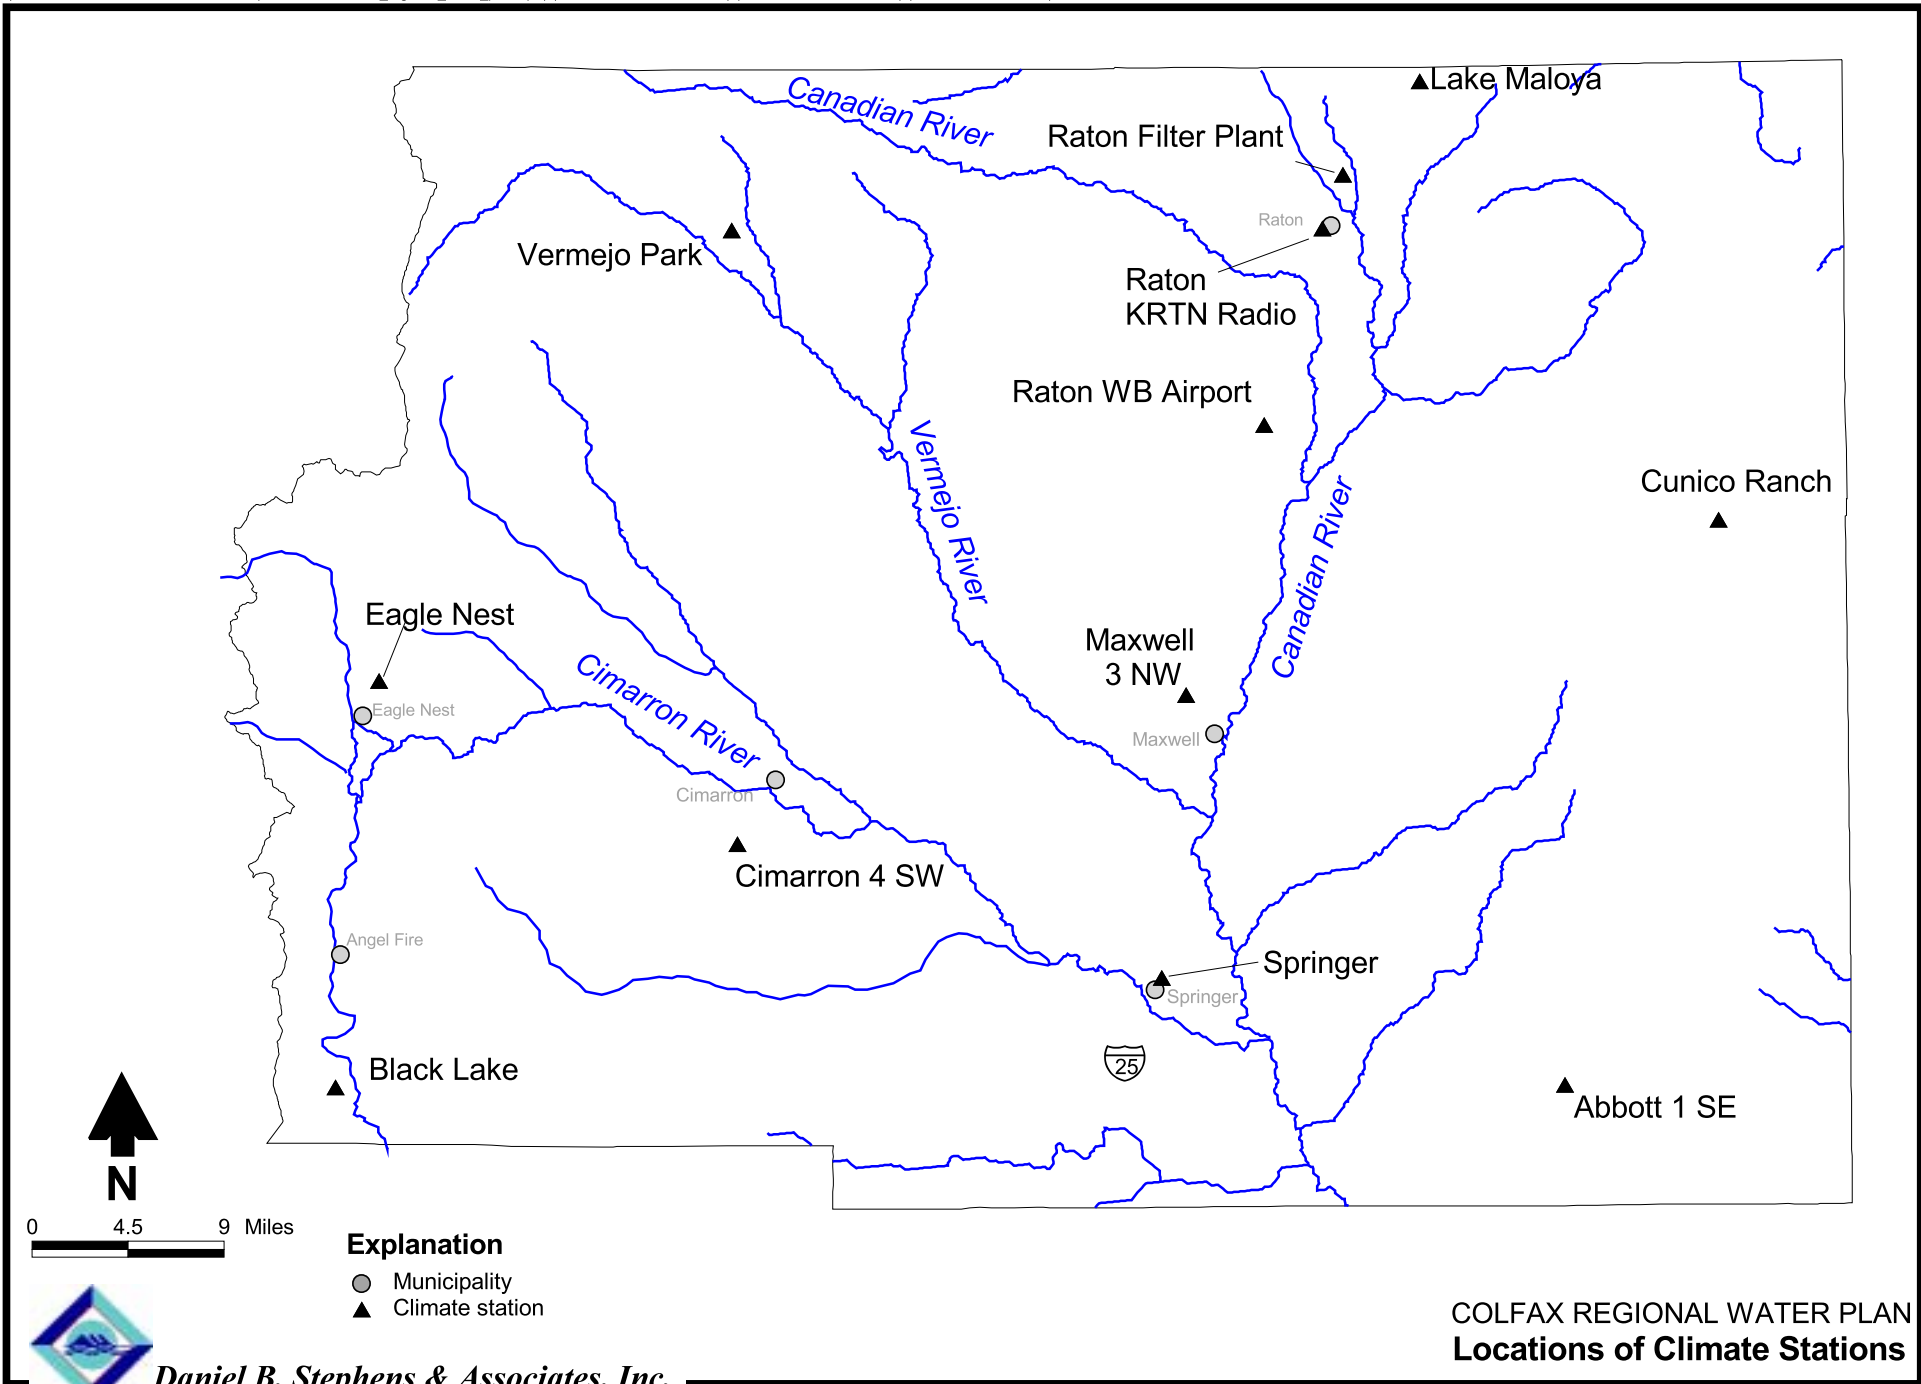 Canadian River
Lake Maloya
Raton Filter Plant
Raton
Vermejo Park
Raton
KRTN Radio
Raton WB Airport
Vermejo River
Cunico Ranch
Canadian River
Eagle Nest
Maxwell
3 NW
Cimarron River
Eagle Nest
Maxwell
Cimarron
Cimarron 4 SW
Angel Fire
Springer
Springer
25
Black Lake
Abbott 1 SE
N
0 4.5 9 Miles
Explanation
Municipality
Climate station
COLFAX REGIONAL WATER PLAN
Locations of Climate Stations
Daniel B. Stephens & Associates, Inc.